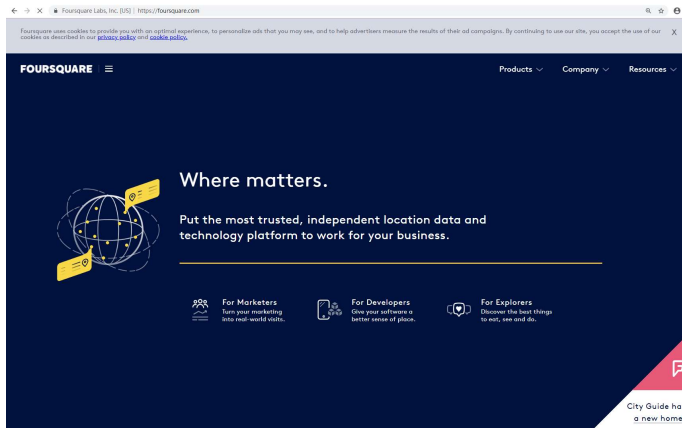 Foursquare Labs, Inc. [US] | https://foursquare.com
Foursquare uses cookies to provide you with an optimal experience, to personalize ads that you may see, and to help advertisers measure the results of their ad campaigns. By continuing to use our site, you accept the use of our
cookies as described in our privacy policy and cookie policy.
X
FOURSQUARE
Products
Company
Resources
Where matters.
Put the most trusted, independent location data and
technology platform to work for your business.
For Marketers
Turn your marketing
into real-world visits.
For Developers
Give your software a
better sense of place.
For Explorers
Discover the best things
to eat, see and do.
City Guide ha
a new home